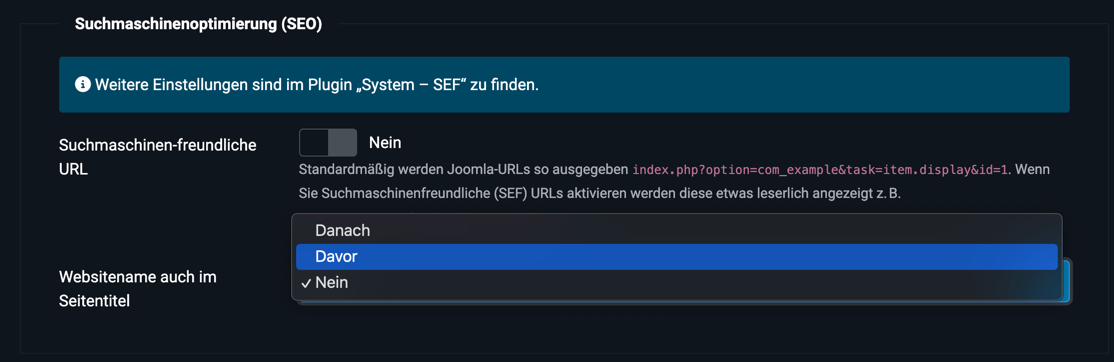 Suchmaschinenoptimierung (SEO)
Weitere Einstellungen sind im Plugin „System – SEF“ zu finden.
Suchmaschinen-freundliche
URL
Nein
Standardmäßig werden Joomla-URLs so ausgegeben index.php?option=com_example&task=item.display&id=1. Wenn
Sie Suchmaschinenfreundliche (SEF) URLs aktivieren werden diese etwas leserlich angezeigt z. B.
Websitename auch im
Seitentitel
Danach
Davor
✓ Nein